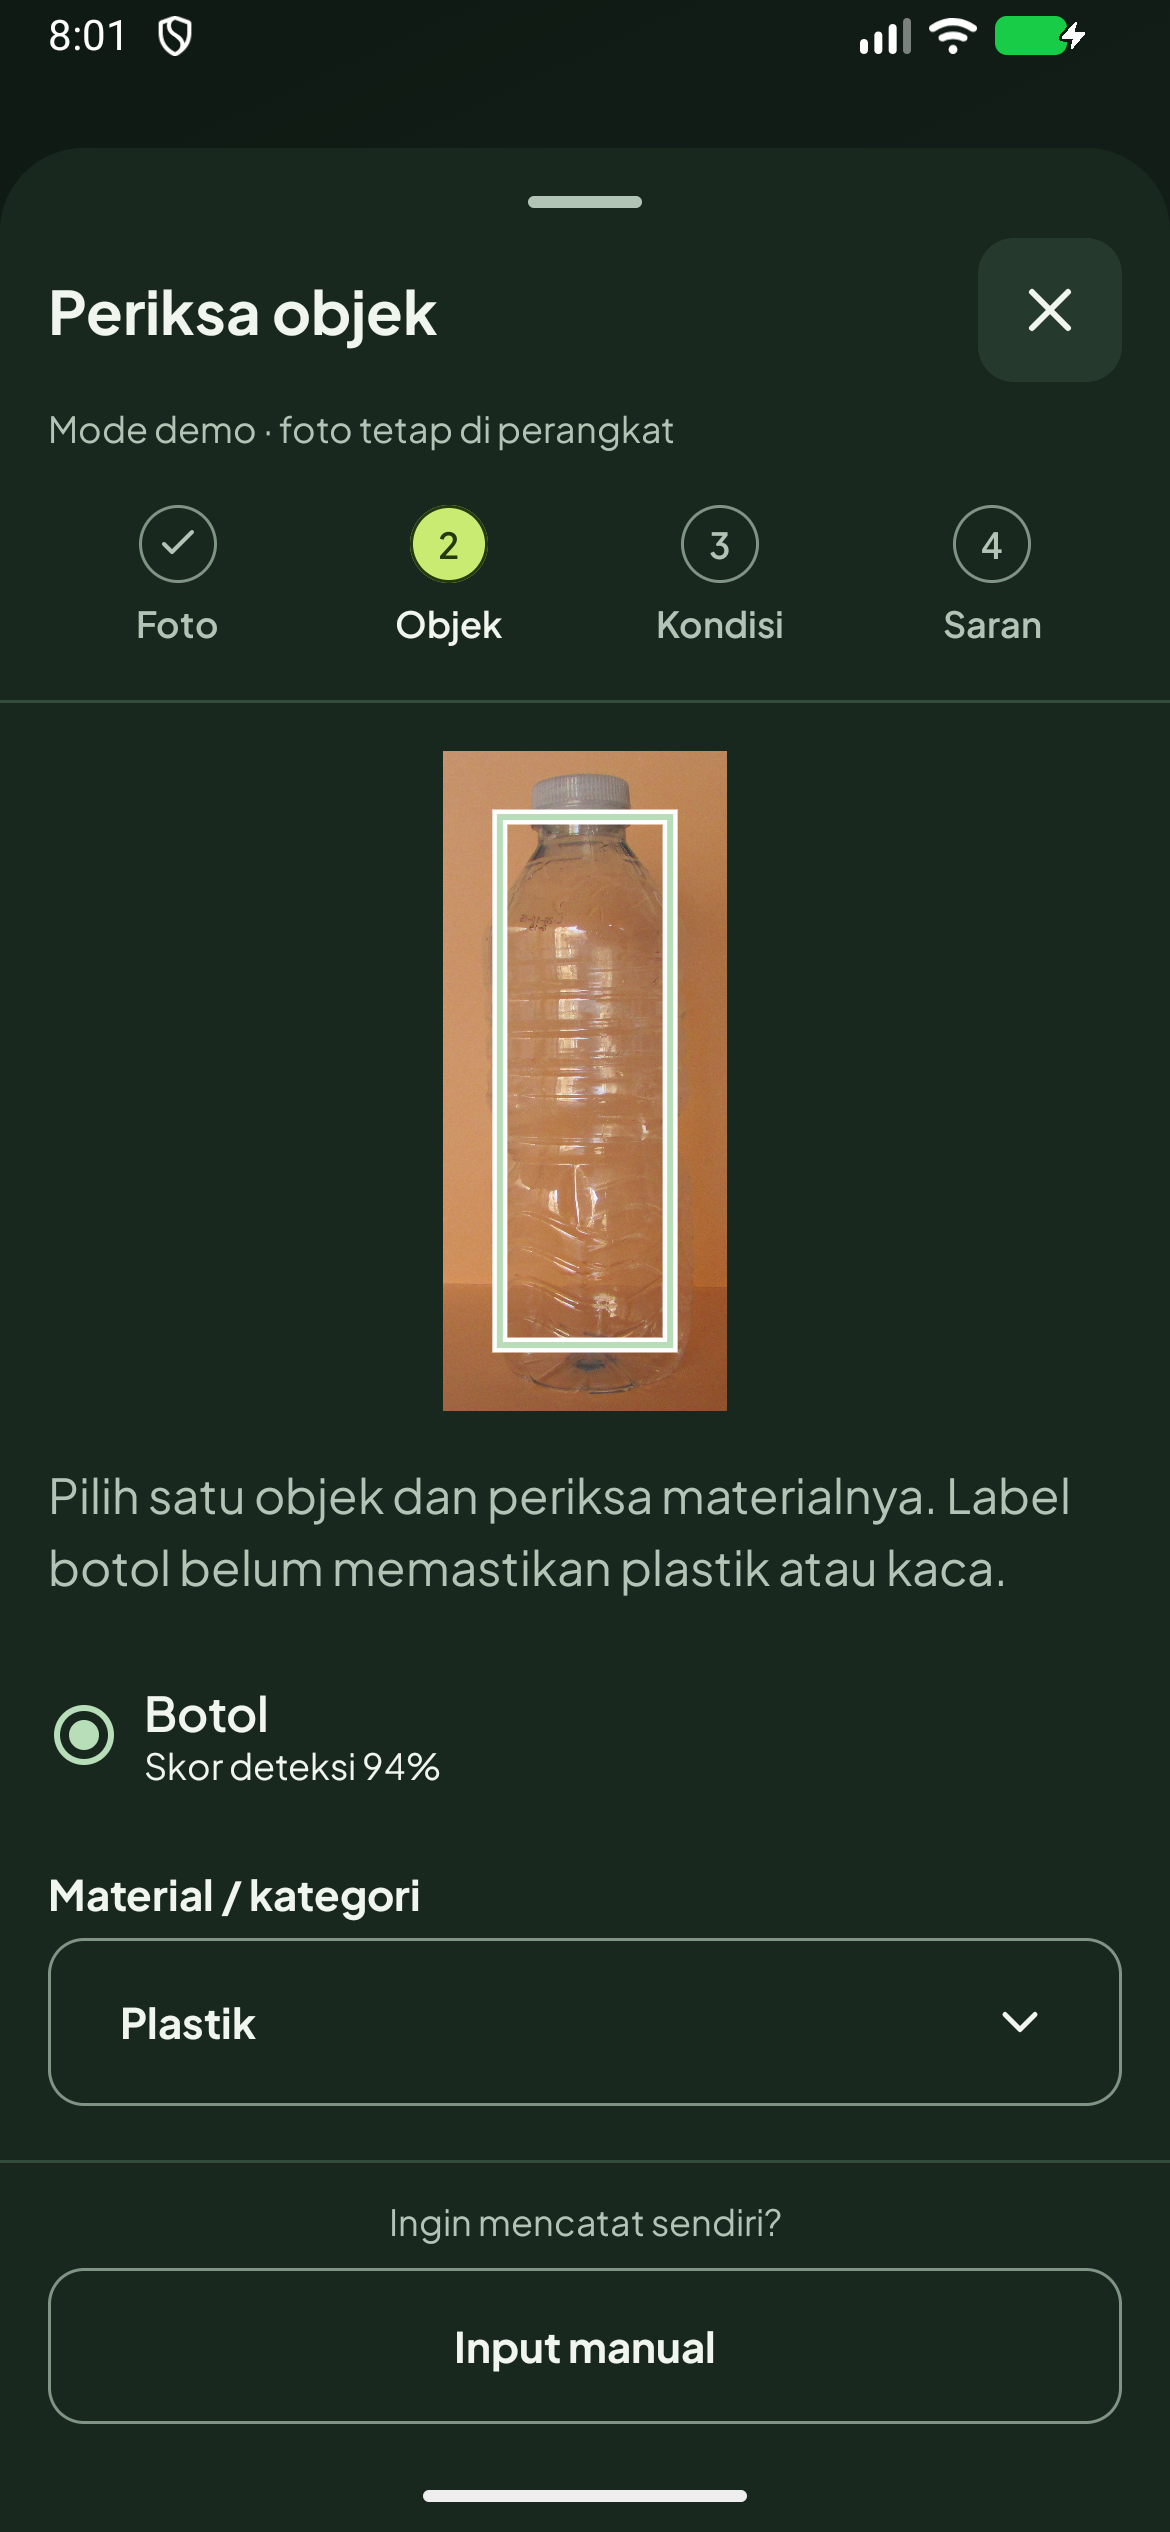 8:01
Periksa objek
Mode demo · foto tetap di perangkat
2
3
4
Foto
Objek
Kondisi
Saran
Pilih satu objek dan periksa materialnya. Label
botol belum memastikan plastik atau kaca.
Botol
Skor deteksi 94%
Material / kategori
Plastik
Ingin mencatat sendiri?
Input manual